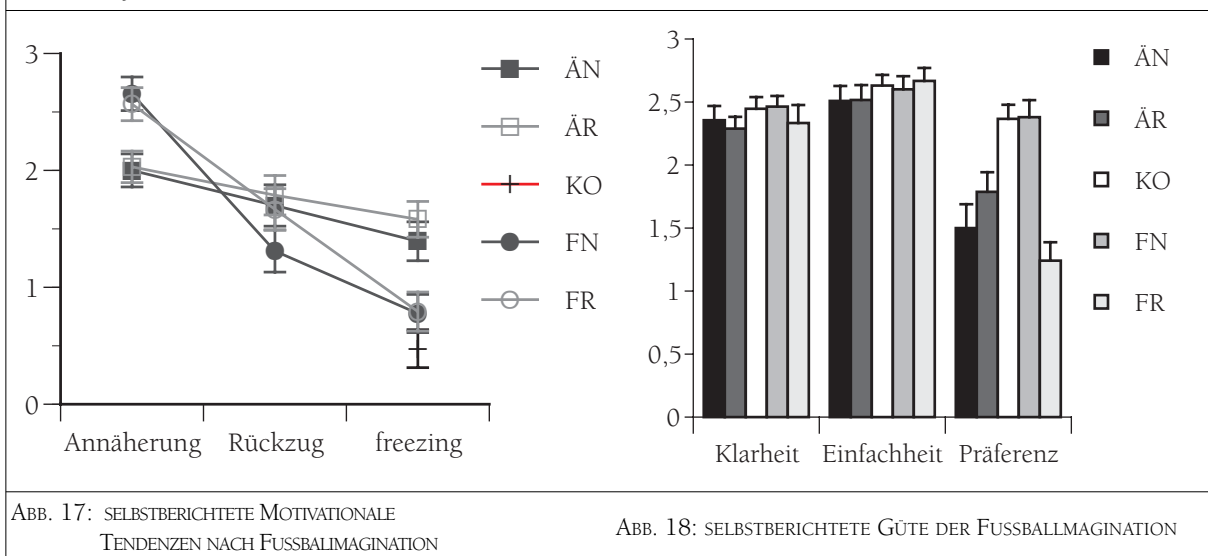 3
2
1
0
Annäherung Rückzug freezing
ÄN
ÄR
KO
FN
FR
3
2,5
2
1,5
1
0,5
0
Klarheit Einfachheit Präferenz
ÄN
ÄR
KO
FN
FR
ABB. 17: SELBSTBERICHTETE MOTIVATIONALE
TENDENZEN NACH FUSSBALIMAGINATION
ABB. 18: SELBSTBERICHTETE GÜTE DER FUSSBALLMAGINATION